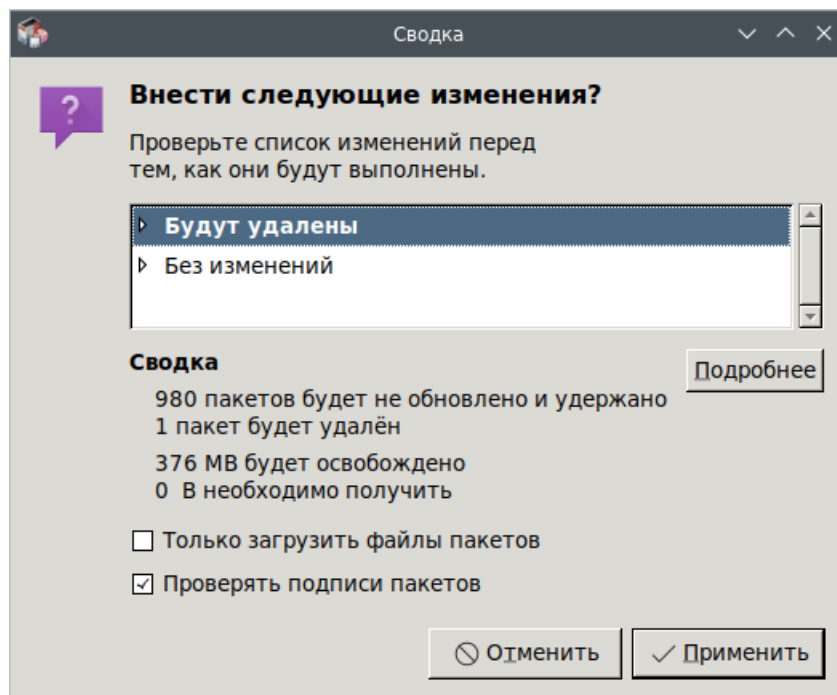 Сводка
Внести следующие изменения?
Проверьте список изменений перед
тем, как они будут выполнены.
Будут удалены
Без изменений
Сводка
Подробнее
980 пакетов будет не обновлено и удержано
1 пакет будет удалён
376 MB будет освобождено
0 B необходимо получить
Только загрузить файлы пакетов
Проверять подписи пакетов
Отменить
Применить